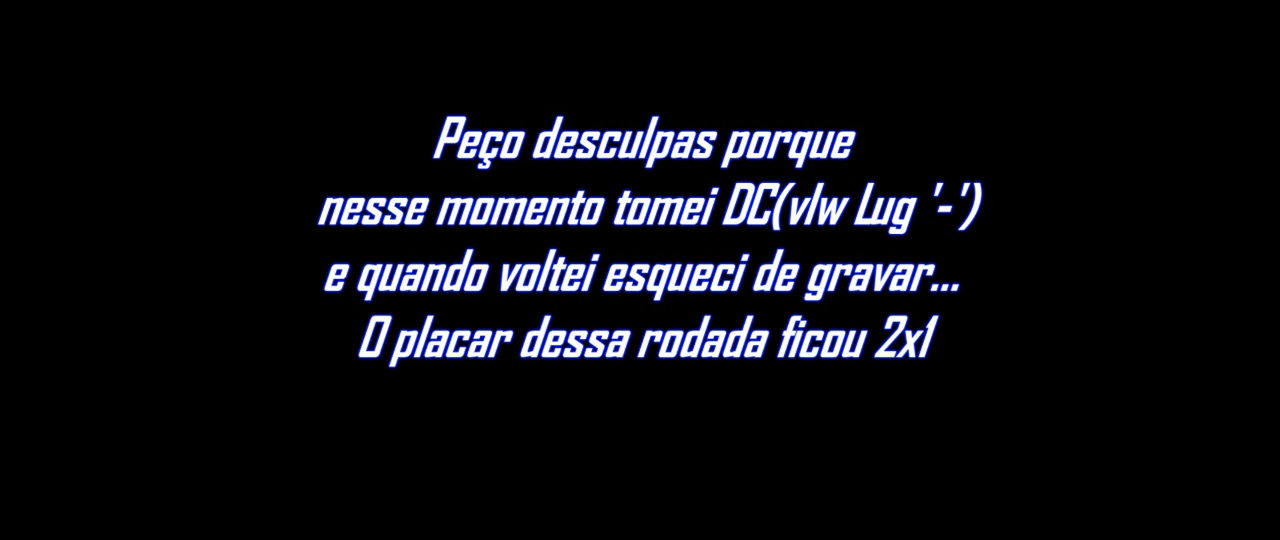 Peço desculpas porque
nesse momento tomei DC(vlw Lug '-')
e quando voltei esqueci de gravar...
O placar dessa rodada ficou 2x1